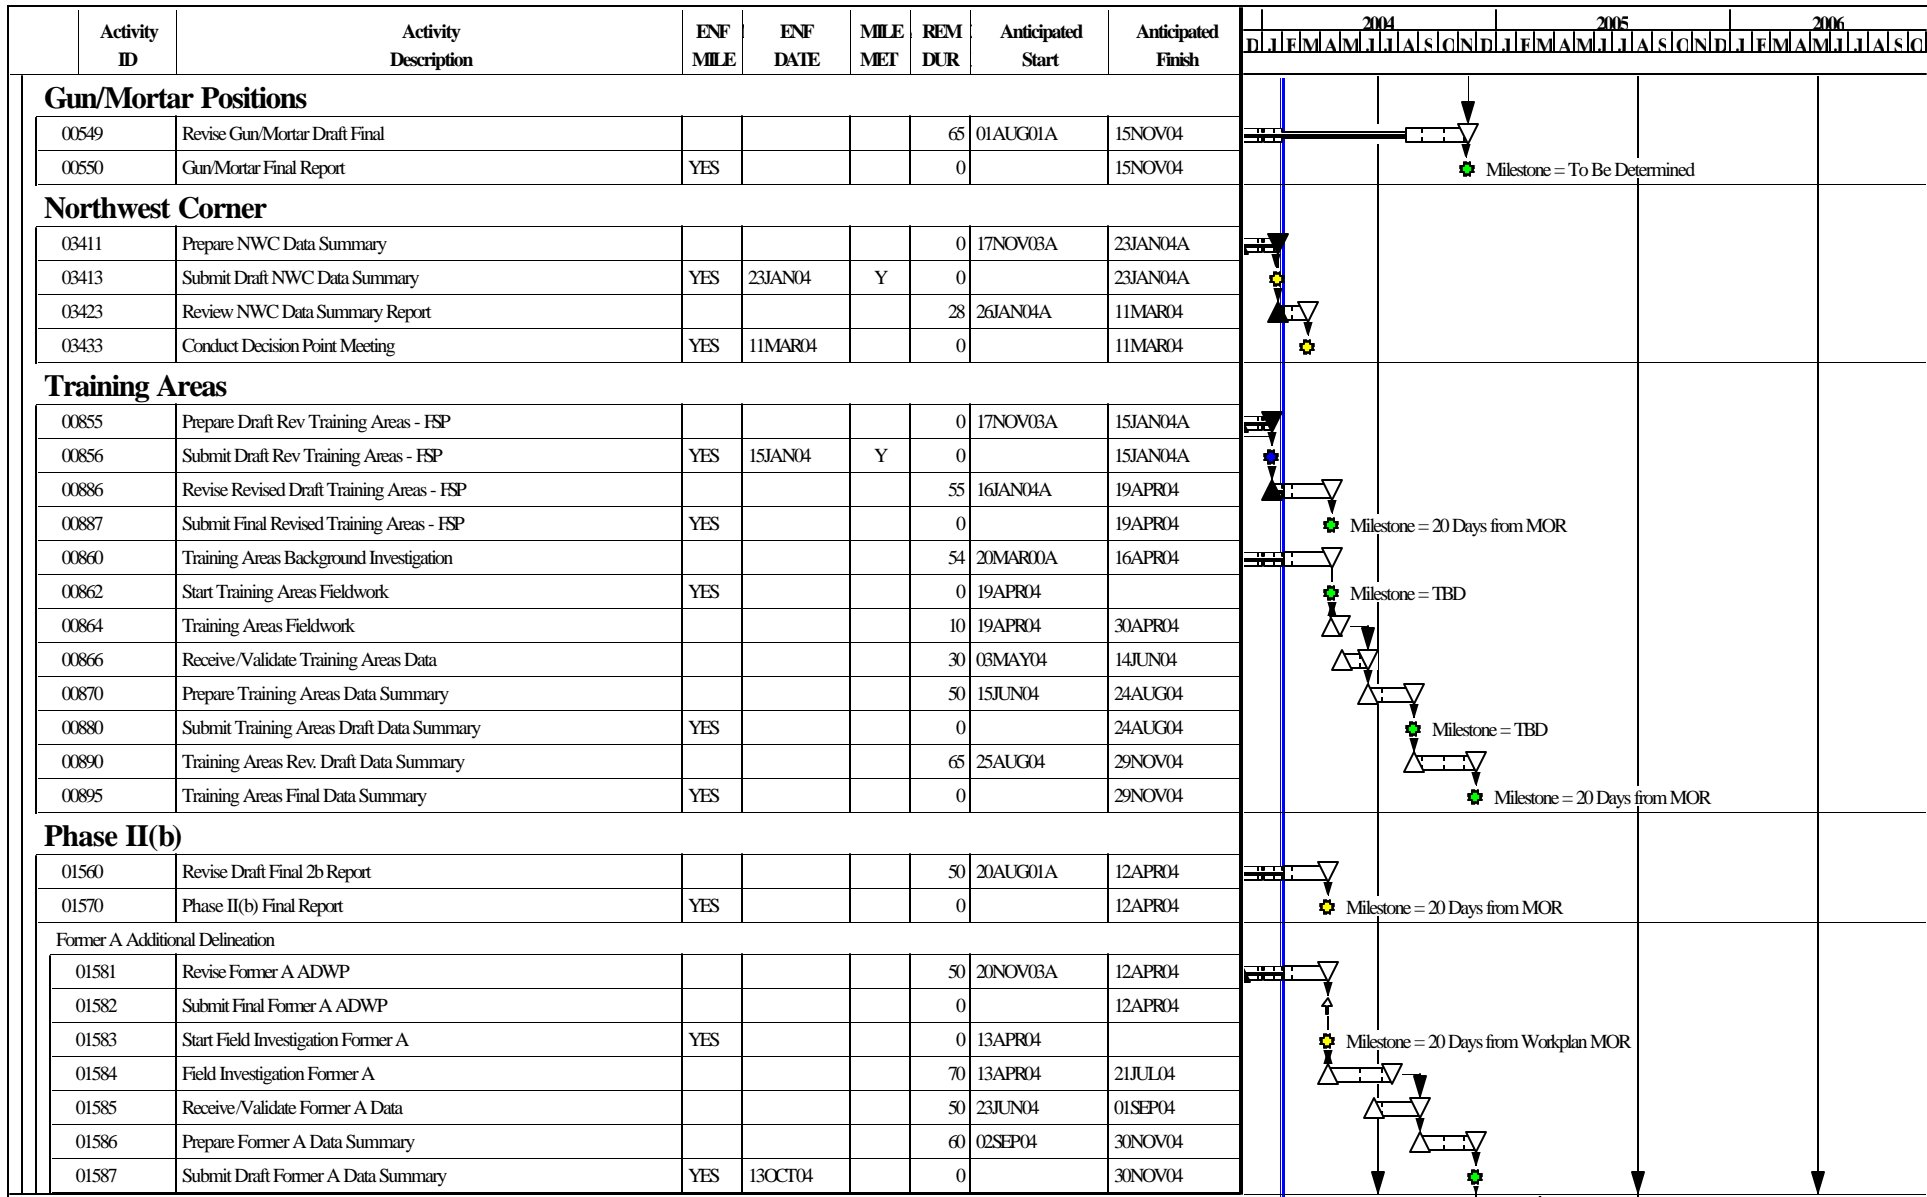 Activity ID Activity Description ENF MILE ENF DATE MILE MET REM DUR Anticipated Start Anticipated Finish
2004 2005 2006
D J F M A M J J A S O N D J F M A M J J A S O N D J F M A M J J A S O
Gun/Mortar Positions
00549 Revise Gun/Mortar Draft Final 65 01AUG01A 15NOV04
00550 Gun/Mortar Final Report YES 0 15NOV04 Milestone = To Be Determined
Northwest Corner
03411 Prepare NWC Data Summary 0 17NOV03A 23JAN04A
03413 Submit Draft NWC Data Summary YES 23JAN04 Y 0 23JAN04A
03423 Review NWC Data Summary Report 28 26JAN04A 11MAR04
03433 Conduct Decision Point Meeting YES 11MAR04 0 11MAR04
Training Areas
00855 Prepare Draft Rev Training Areas - FSP 0 17NOV03A 15JAN04A
00856 Submit Draft Rev Training Areas - FSP YES 15JAN04 Y 0 15JAN04A
00886 Revise Revised Draft Training Areas - FSP 55 16JAN04A 19APR04
00887 Submit Final Revised Training Areas - FSP YES 0 19APR04 Milestone = 20 Days from MOR
00860 Training Areas Background Investigation 54 20MAR00A 16APR04
00862 Start Training Areas Fieldwork YES 0 19APR04 Milestone = TBD
00864 Training Areas Fieldwork 10 19APR04 30APR04
00866 Receive/Validate Training Areas Data 30 03MAY04 14JUN04
00870 Prepare Training Areas Data Summary 50 15JUN04 24AUG04
00880 Submit Training Areas Draft Data Summary YES 0 24AUG04 Milestone = TBD
00890 Training Areas Rev. Draft Data Summary 65 25AUG04 29NOV04
00895 Training Areas Final Data Summary YES 0 29NOV04 Milestone = 20 Days from MOR
Phase II(b)
01560 Revise Draft Final 2b Report 50 20AUG01A 12APR04
01570 Phase II(b) Final Report YES 0 12APR04 Milestone = 20 Days from MOR
Former A Additional Delineation
01581 Revise Former A ADWP 50 20NOV03A 12APR04
01582 Submit Final Former A ADWP 0 12APR04
01583 Start Field Investigation Former A YES 0 13APR04 Milestone = 20 Days from Workplan MOR
01584 Field Investigation Former A 70 13APR04 21JUL04
01585 Receive/Validate Former A Data 50 23JUN04 01SEP04
01586 Prepare Former A Data Summary 60 02SEP04 30NOV04
01587 Submit Draft Former A Data Summary YES 13OCT04 0 30NOV04